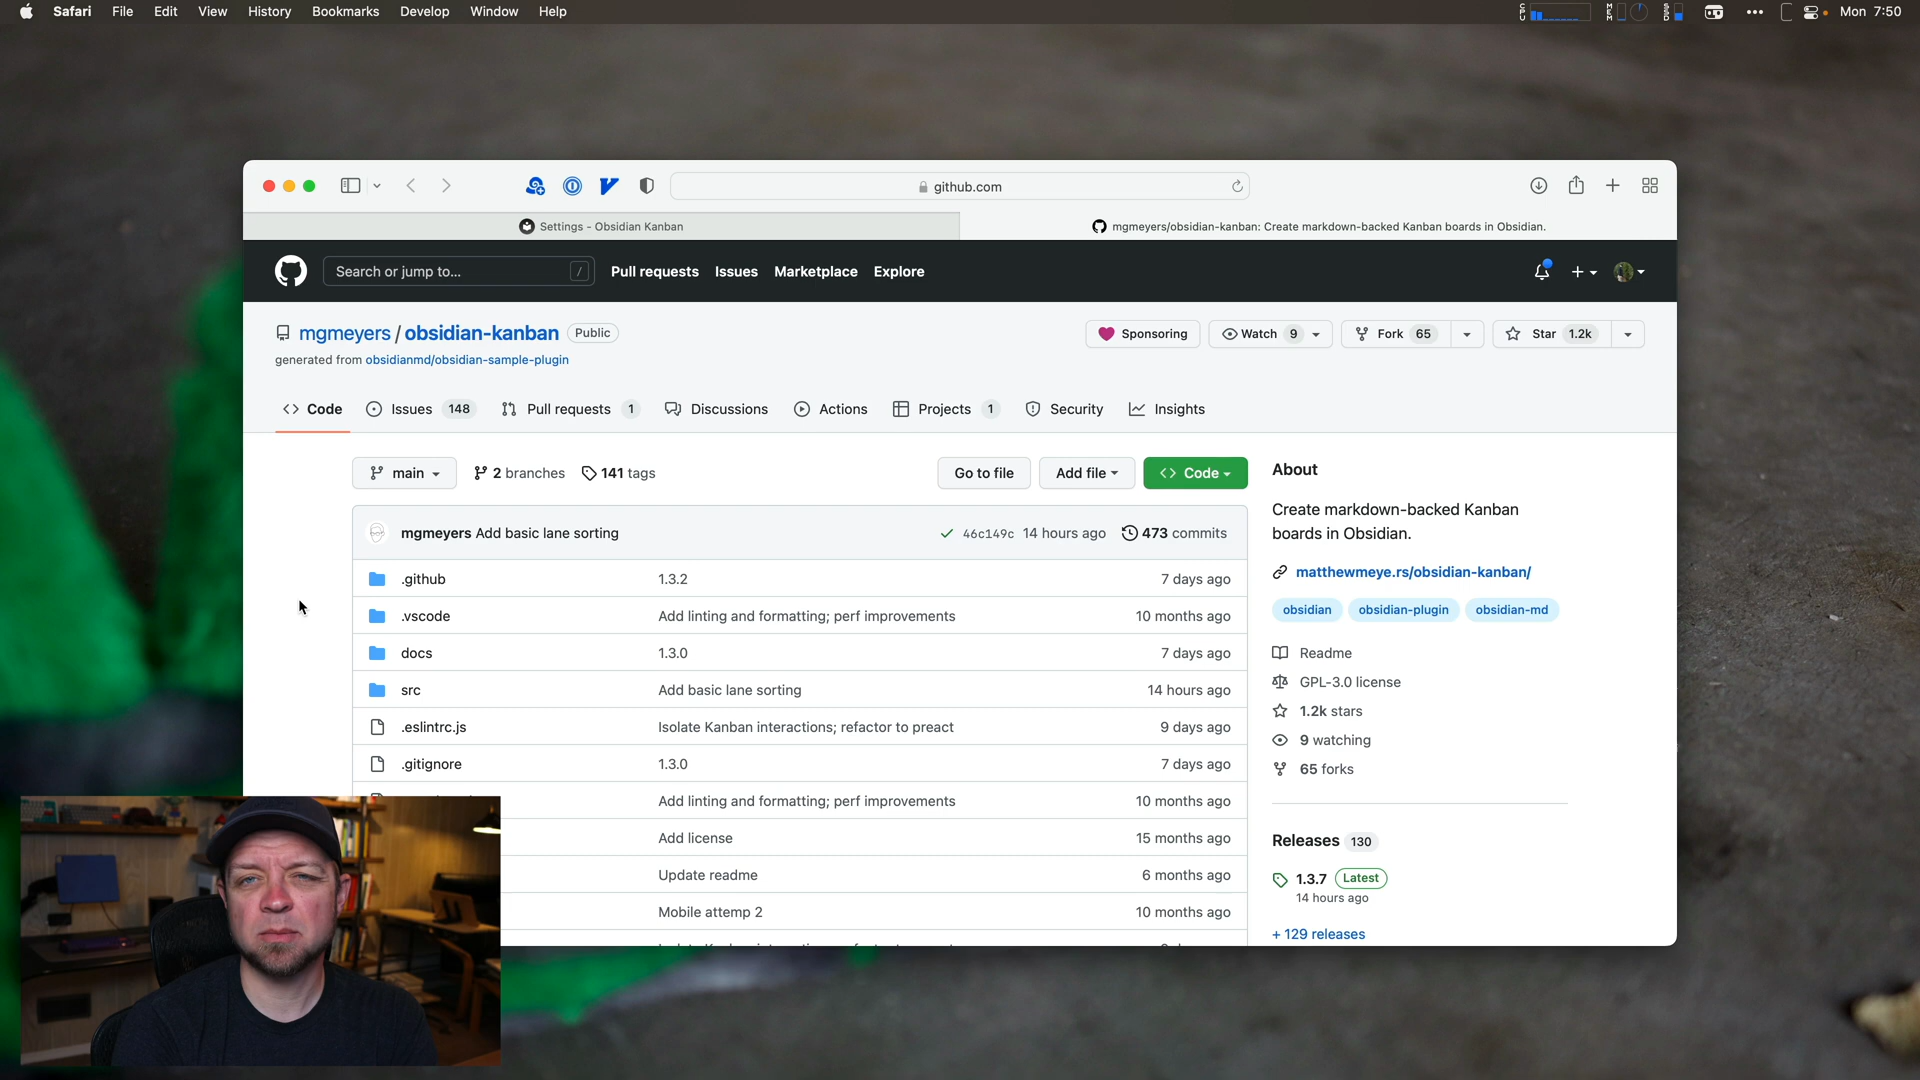 Safari File Edit View History Bookmarks Develop Window Help
CPU MEM SSD Mon 7:50
github.com
Settings - Obsidian Kanban
mgmeyers/obsidian-kanban: Create markdown-backed Kanban boards in Obsidian.
Search or jump to... /
Pull requests Issues Marketplace Explore
mgmeyers / obsidian-kanban Public
Sponsoring Watch 9 Fork 65 Star 1.2k
generated from obsidianmd/obsidian-sample-plugin
Code Issues 148 Pull requests 1 Discussions Actions Projects 1 Security Insights
main 2 branches 141 tags Go to file Add file Code
mgmeyers Add basic lane sorting 46c149c 14 hours ago 473 commits
.github 1.3.2 7 days ago
.vscode Add linting and formatting; perf improvements 10 months ago
docs 1.3.0 7 days ago
src Add basic lane sorting 14 hours ago
.eslintrc.js Isolate Kanban interactions; refactor to preact 9 days ago
.gitignore 1.3.0 7 days ago
Add linting and formatting; perf improvements 10 months ago
Add license 15 months ago
Update readme 6 months ago
Mobile attemp 2 10 months ago
About
Create markdown-backed Kanban
boards in Obsidian.
matthewmeye.rs/obsidian-kanban/
obsidian obsidian-plugin obsidian-md
Readme
GPL-3.0 license
1.2k stars
9 watching
65 forks
Releases 130
1.3.7 Latest
14 hours ago
+ 129 releases